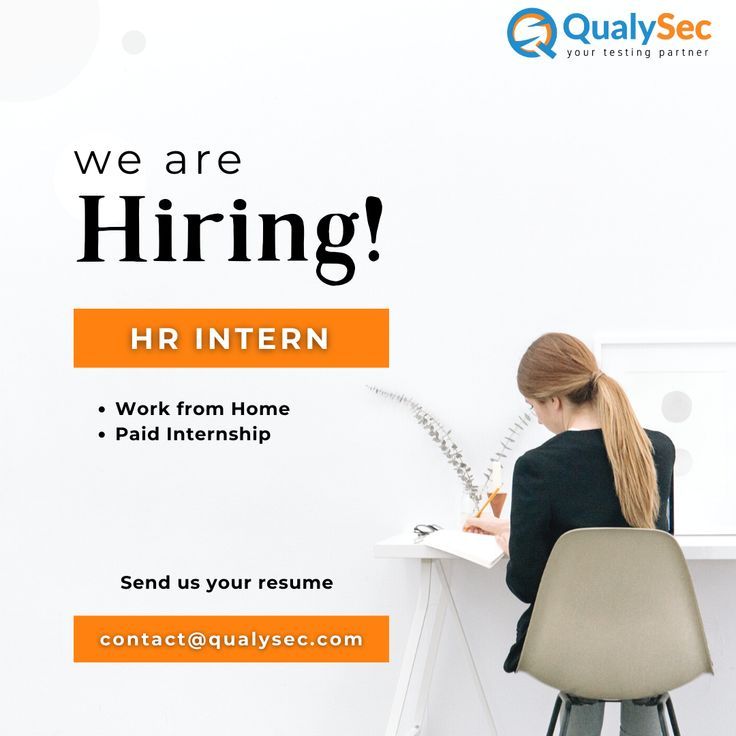 QualySec
your testing partner
we are
Hiring!
HR INTERN
• Work from Home
• Paid Internship
Send us your resume
contact@qualysec.com